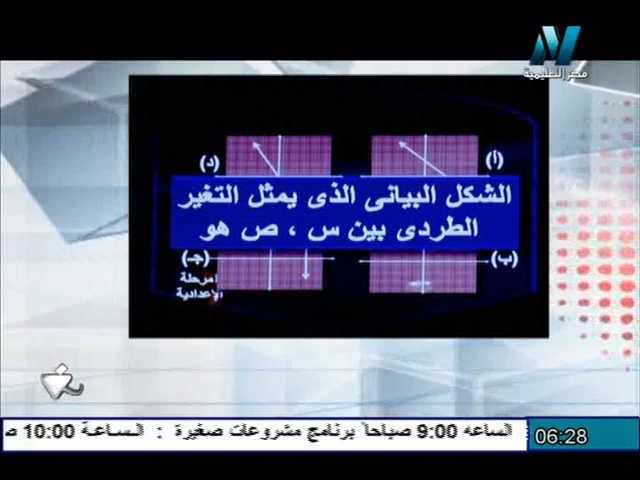 مصر التعليمية
(أ)
(د)
الشكل البيانى الذى يمثل التغير
الطردى بين س ، ص هو
(ب)
(جـ)
المرحلة
الإعدادية
الساعه 9:00 صباحاً برنامج مشروعات صغيرة : الساعة 10:00 ص
06:28